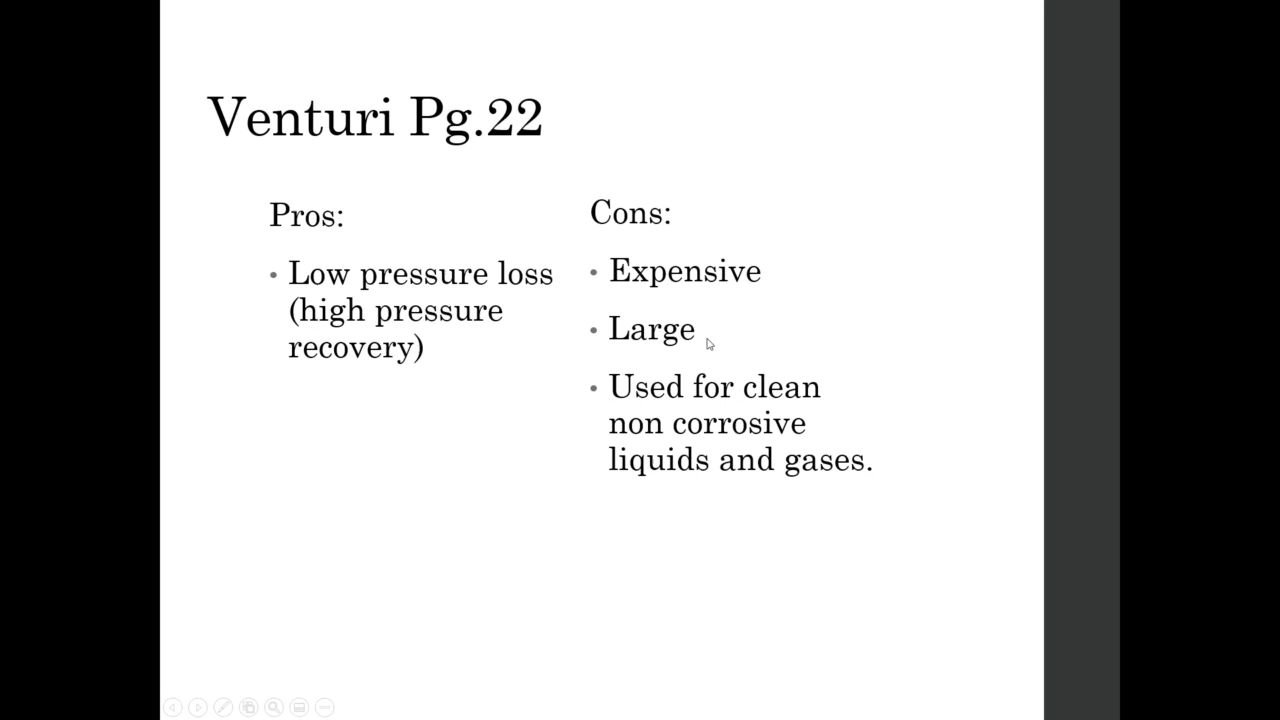 Venturi Pg.22
Pros:
• Low pressure loss
(high pressure
recovery)
Cons:
• Expensive
• Large
• Used for clean
non corrosive
liquids and gases.